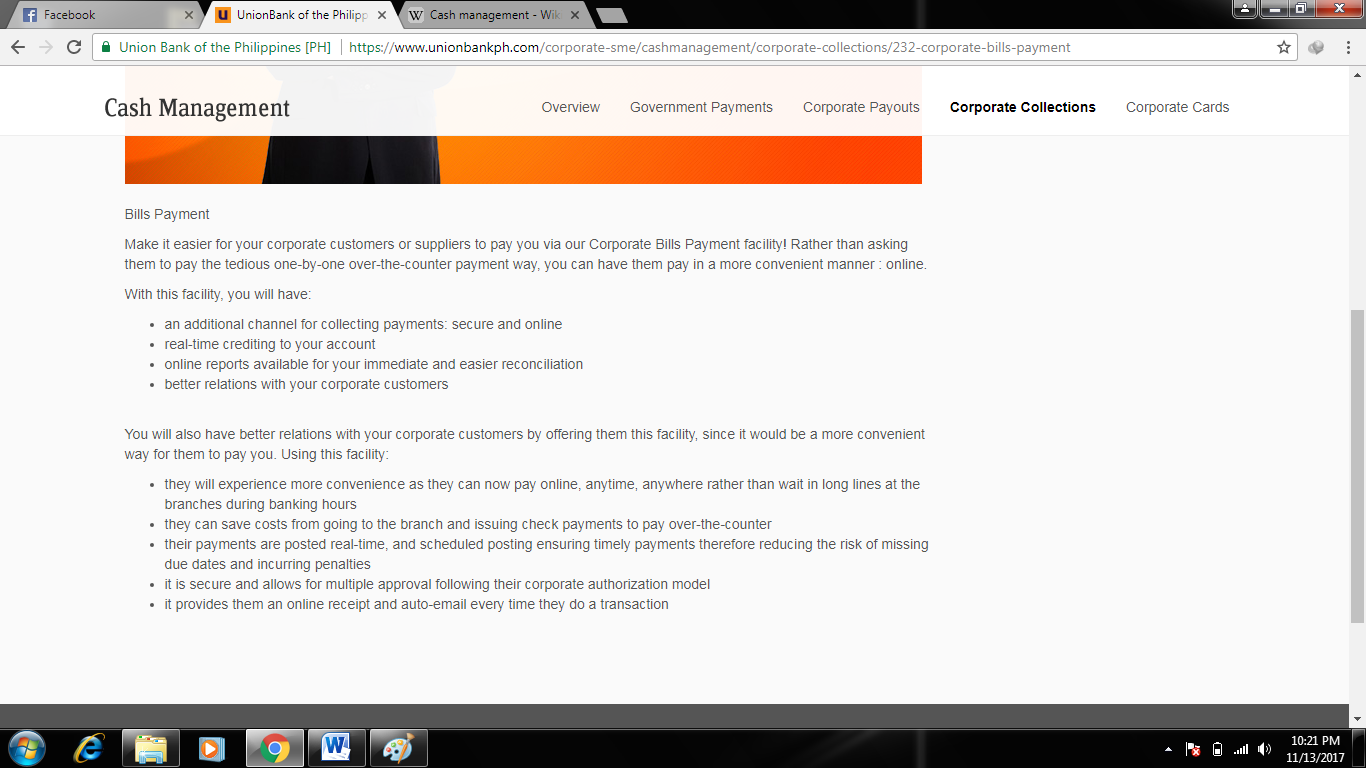 Facebook
UnionBank of the Philipp
Cash management - Wik
Union Bank of the Philippines [PH]
https://www.unionbankph.com/corporate-sme/cashmanagement/corporate-collections/232-corporate-bills-payment
Cash Management
Overview
Government Payments
Corporate Payouts
Corporate Collections
Corporate Cards
Bills Payment
Make it easier for your corporate customers or suppliers to pay you via our Corporate Bills Payment facility! Rather than asking
them to pay the tedious one-by-one over-the-counter payment way, you can have them pay in a more convenient manner : online.
With this facility, you will have:
• an additional channel for collecting payments: secure and online
• real-time crediting to your account
• online reports available for your immediate and easier reconciliation
• better relations with your corporate customers
You will also have better relations with your corporate customers by offering them this facility, since it would be a more convenient
way for them to pay you. Using this facility:
• they will experience more convenience as they can now pay online, anytime, anywhere rather than wait in long lines at the
branches during banking hours
• they can save costs from going to the branch and issuing check payments to pay over-the-counter
• their payments are posted real-time, and scheduled posting ensuring timely payments therefore reducing the risk of missing
due dates and incurring penalties
• it is secure and allows for multiple approval following their corporate authorization model
• it provides them an online receipt and auto-email every time they do a transaction
10:21 PM
11/13/2017